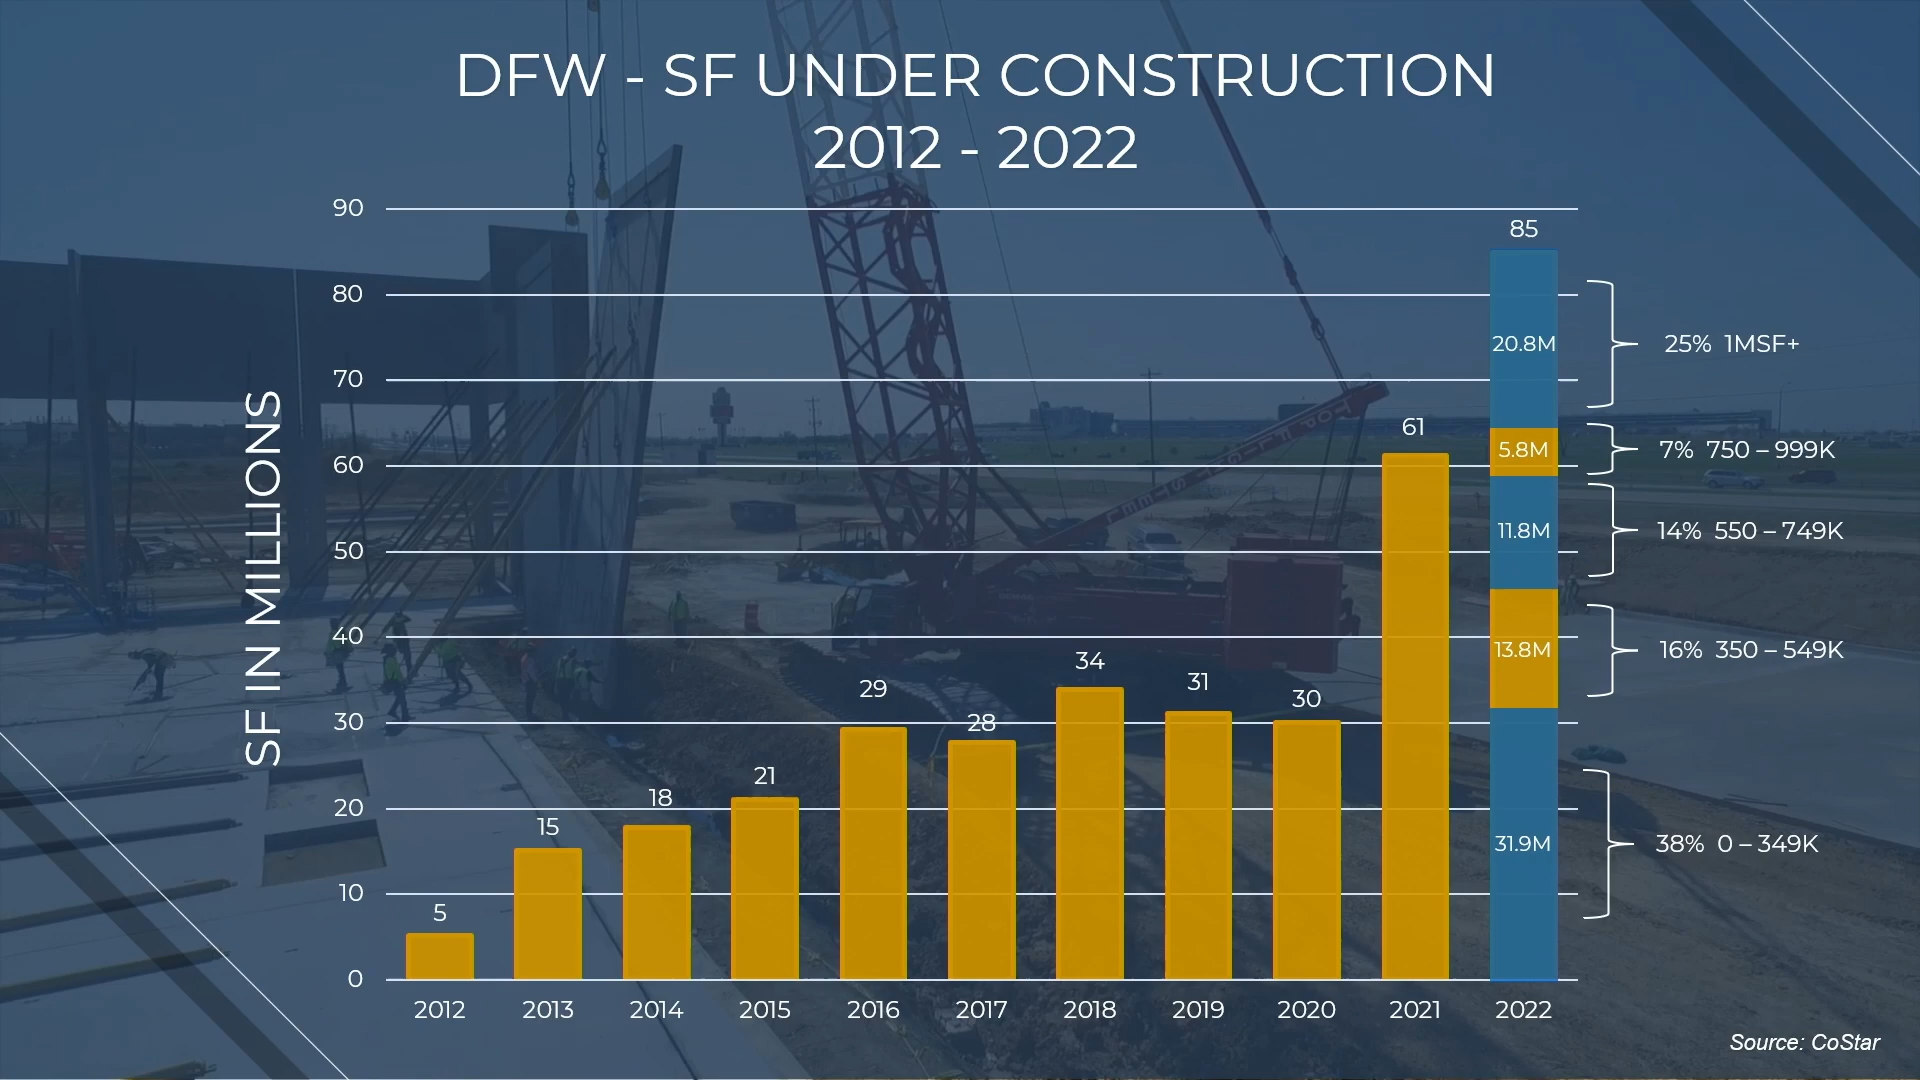 DFW - SF UNDER CONSTRUCTION
2012 - 2022
SF IN MILLIONS
90
80
70
60
50
40
30
20
10
0
5
15
18
21
29
28
34
31
30
61
85
20.8M
5.8M
11.8M
13.8M
31.9M
25% 1MSF+
7% 750 – 999K
14% 550 – 749K
16% 350 – 549K
38% 0 – 349K
2012 2013 2014 2015 2016 2017 2018 2019 2020 2021 2022
Source: CoStar